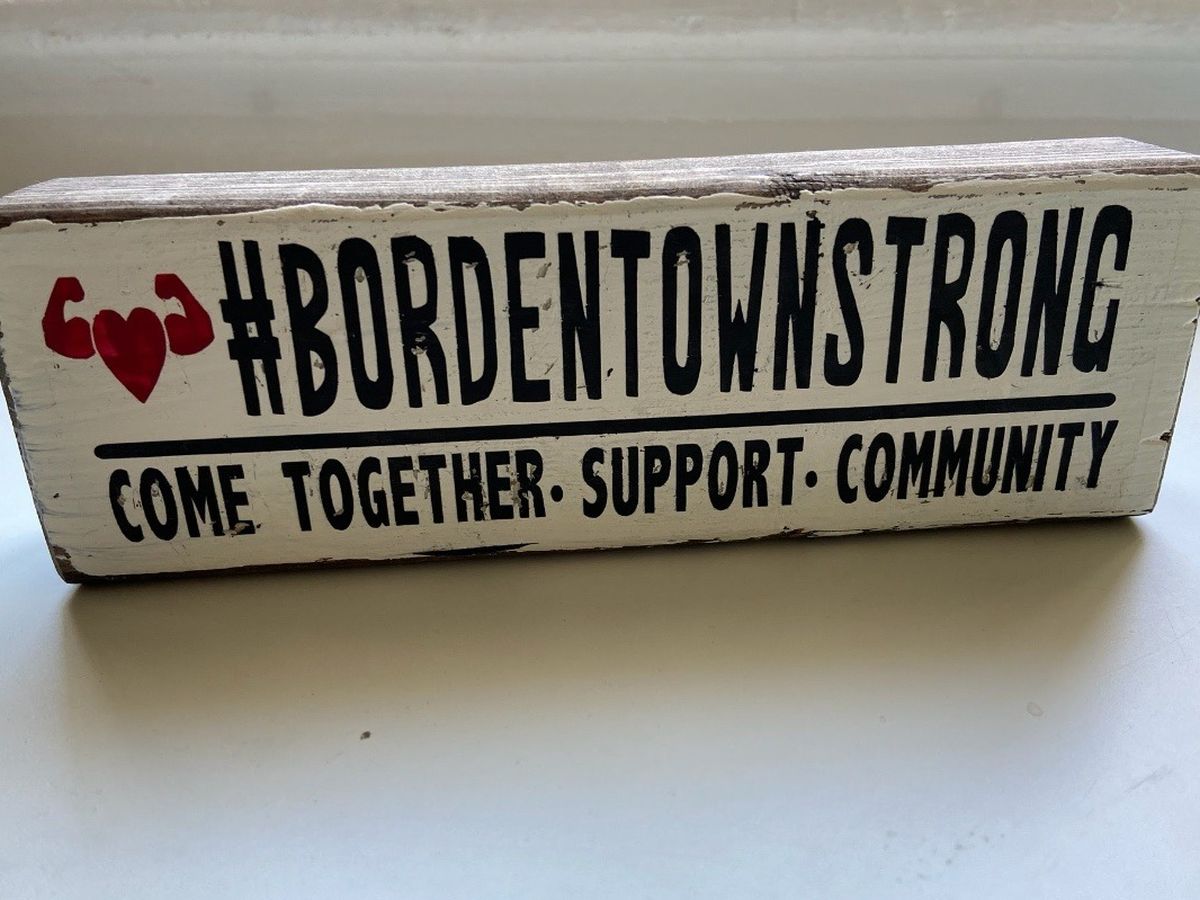 #BORDENTOWNSTRONG
COME TOGETHER· SUPPORT· COMMUNITY